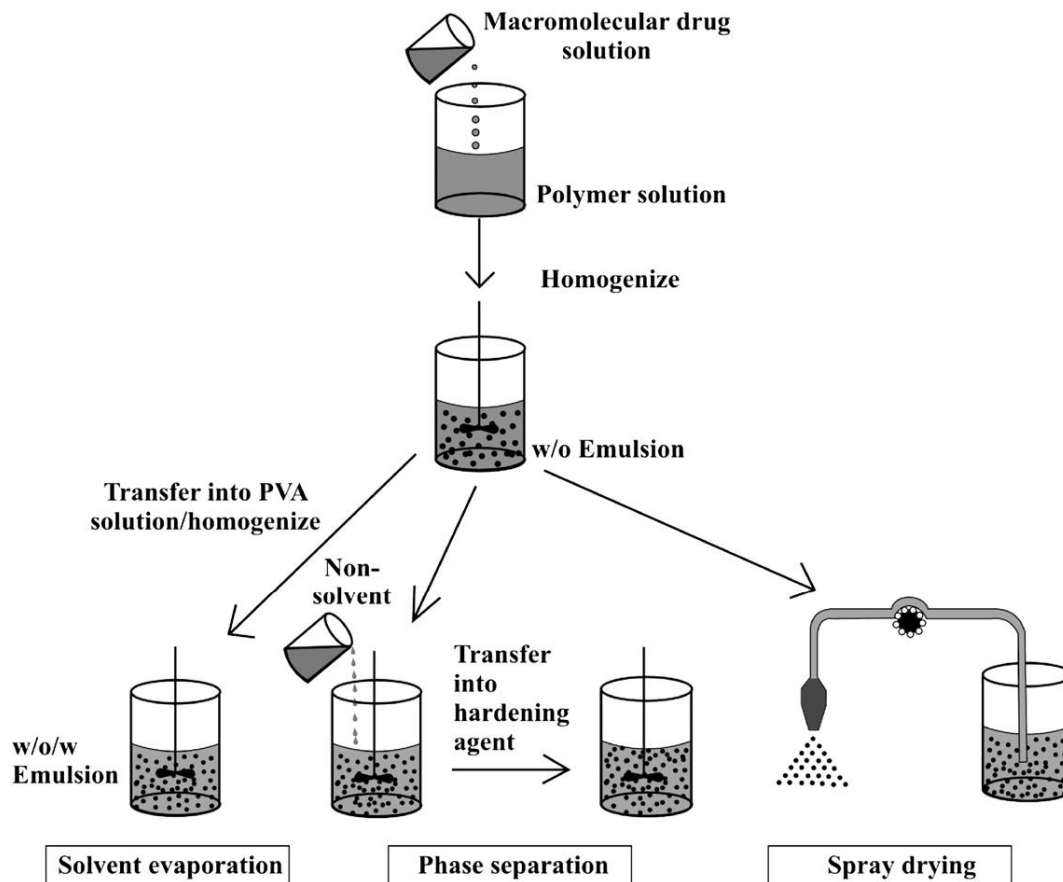 Macromolecular drug
solution
Polymer solution
Homogenize
w/o Emulsion
Transfer into PVA
solution/homogenize
Non-
solvent
Transfer
into
hardening
agent
w/o/w
Emulsion
Solvent evaporation
Phase separation
Spray drying